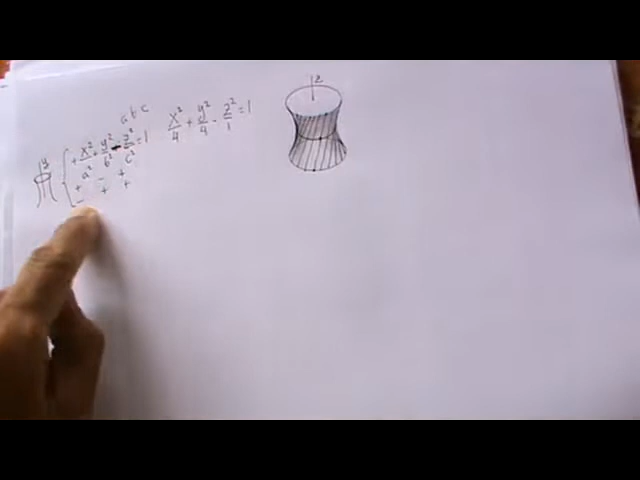 a b c
+ x²/a² + y²/b² - z²/c² = 1
+ - +
- + +
x²/4 + y²/4 - z²/1 = 1
z
y